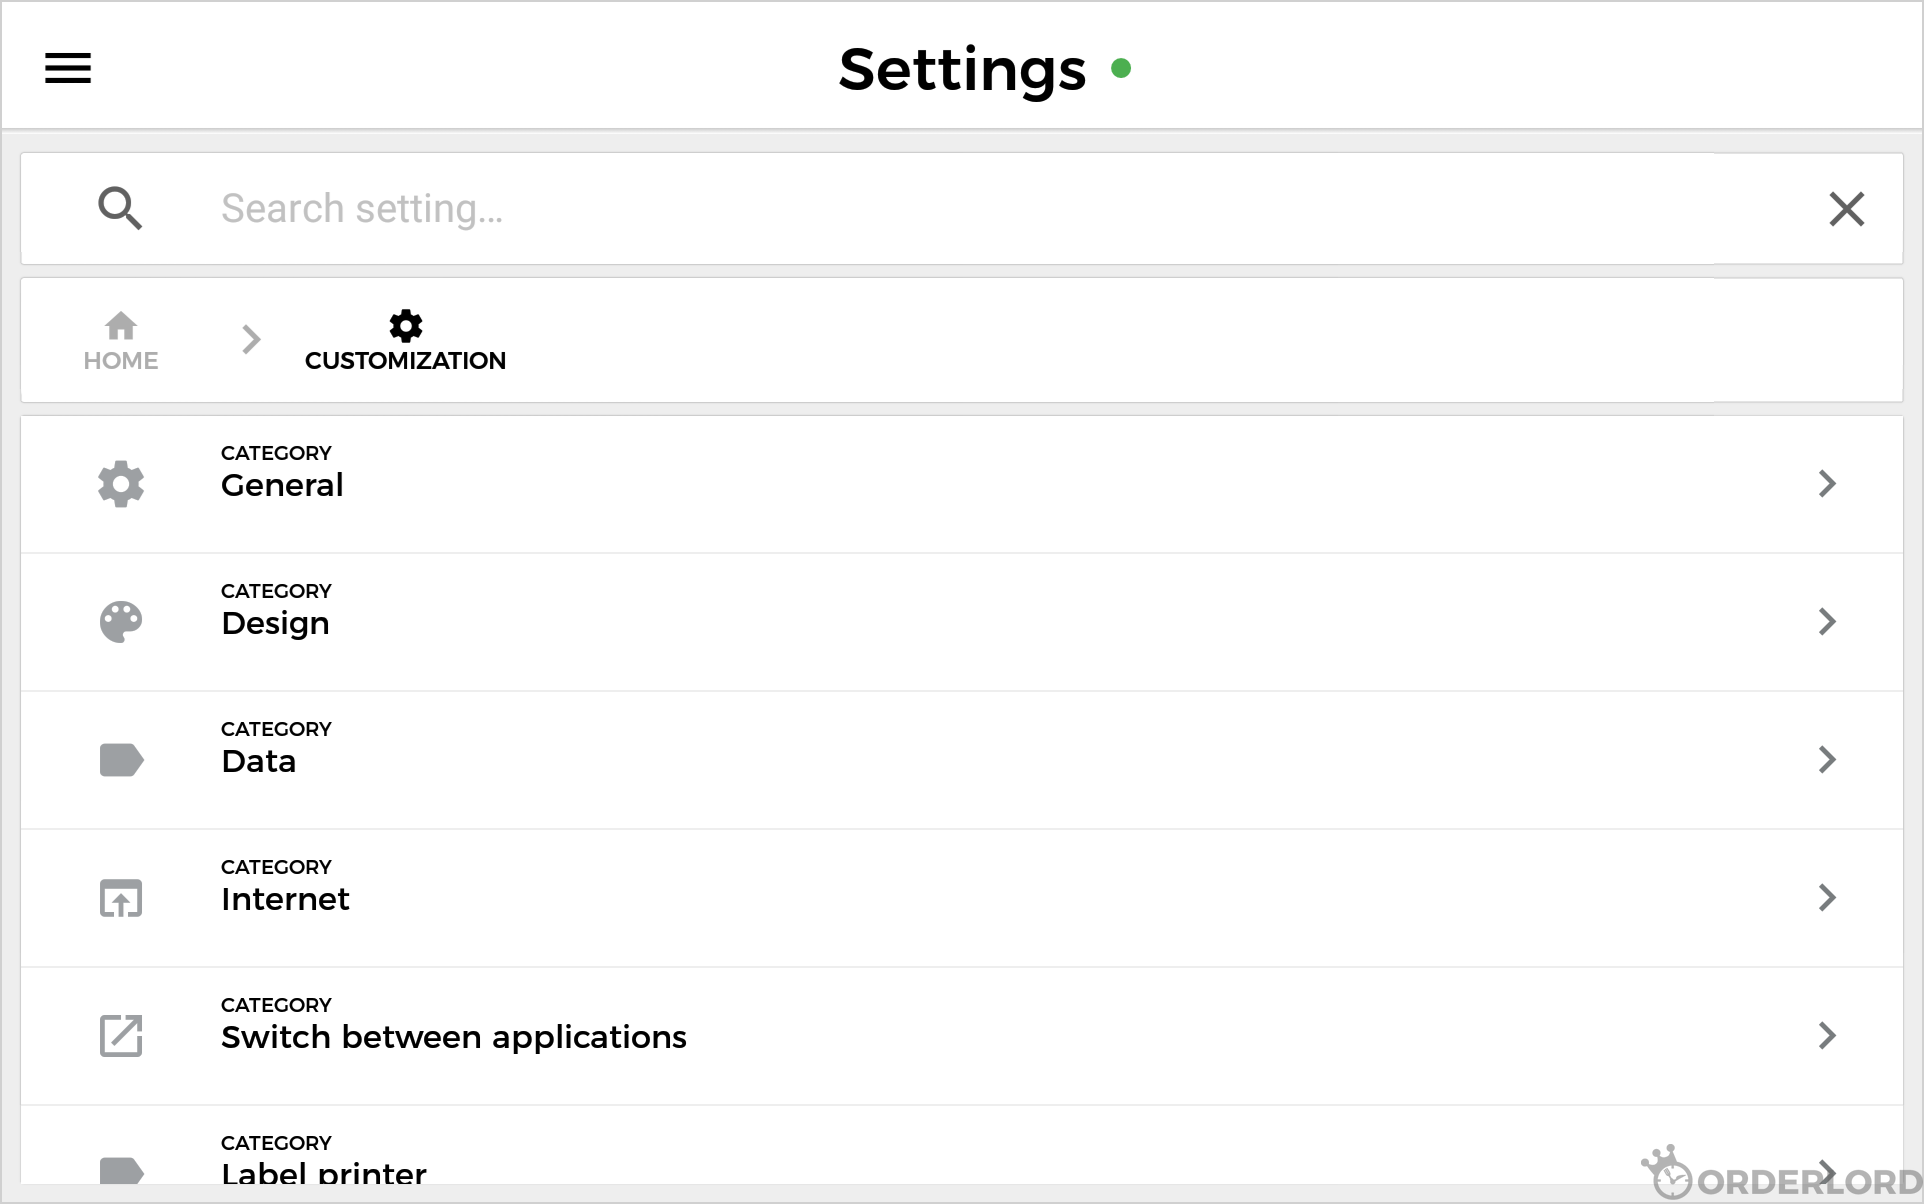 Settings
Search setting...
HOME
CUSTOMIZATION
CATEGORY
General
CATEGORY
Design
CATEGORY
Data
CATEGORY
Internet
CATEGORY
Switch between applications
CATEGORY
Label printer
ORDERLORD